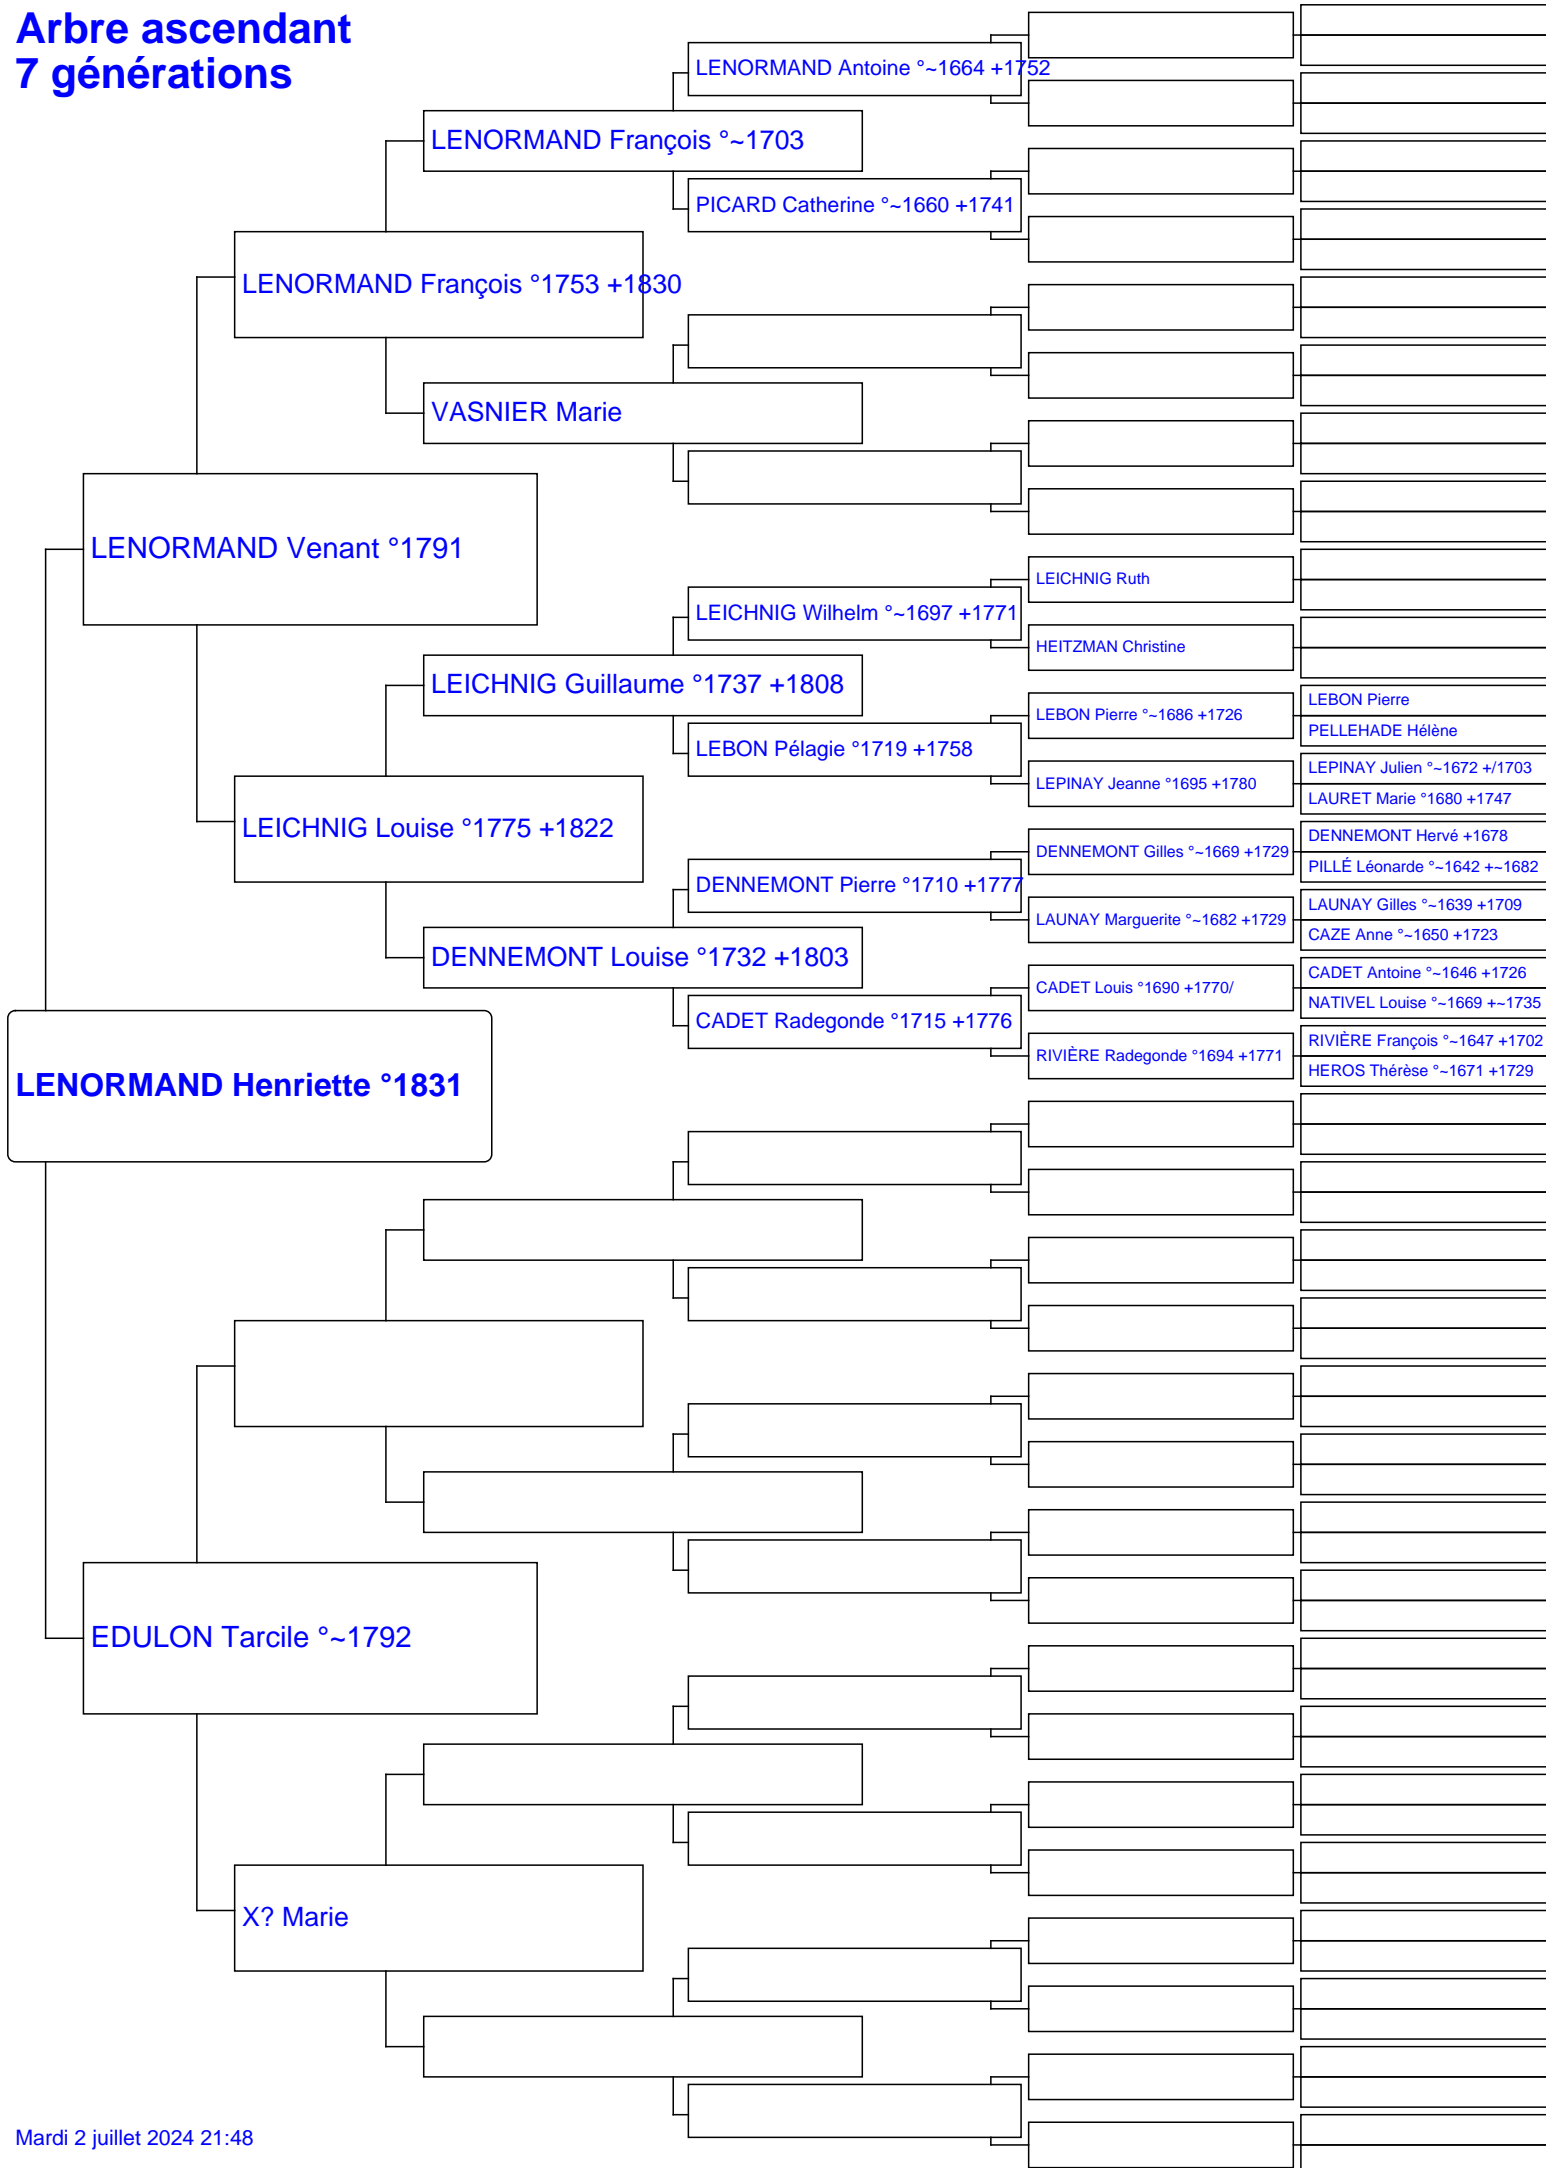 Arbre ascendant
7 générations
LENORMAND Antoine °~1664 +1752
LENORMAND François °~1703
PICARD Catherine °~1660 +1741
LENORMAND François °1753 +1830
VASNIER Marie
LENORMAND Venant °1791
LEICHNIG Ruth
LEICHNIG Wilhelm °~1697 +1771
HEITZMAN Christine
LEICHNIG Guillaume °1737 +1808
LEBON Pierre
LEBON Pierre °~1686 +1726
PELLEHADE Hélène
LEBON Pélagie °1719 +1758
LEPINAY Julien °~1672 +/1703
LEPINAY Jeanne °1695 +1780
LAURET Marie °1680 +1747
LEICHNIG Louise °1775 +1822
DENNEMONT Hervé +1678
DENNEMONT Gilles °~1669 +1729
PILLÉ Léonarde °~1642 +~1682
DENNEMONT Pierre °1710 +1777
LAUNAY Gilles °~1639 +1709
LAUNAY Marguerite °~1682 +1729
CAZE Anne °~1650 +1723
DENNEMONT Louise °1732 +1803
CADET Antoine °~1646 +1726
CADET Louis °1690 +1770/
NATIVEL Louise °~1669 +~1735
CADET Radegonde °1715 +1776
RIVIÈRE François °~1647 +1702
RIVIÈRE Radegonde °1694 +1771
HEROS Thérèse °~1671 +1729
LENORMAND Henriette °1831
EDULON Tarcile °~1792
X? Marie
Mardi 2 juillet 2024 21:48